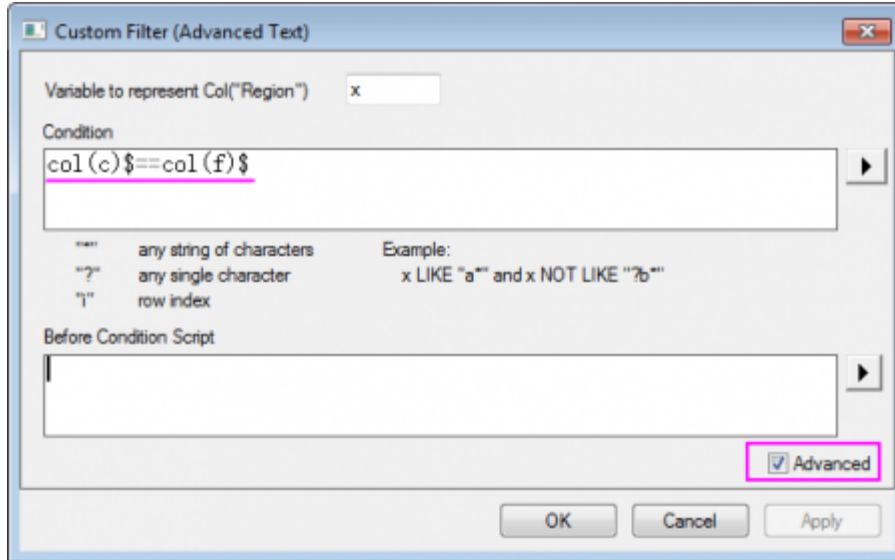 Custom Filter (Advanced Text)
Variable to represent Col("Region") x
Condition
col(c)$==col(f)$
"*" any string of characters Example:
"?" any single character x LIKE "a*" and x NOT LIKE "?b*"
"i" row index
Before Condition Script
Advanced
OK Cancel Apply